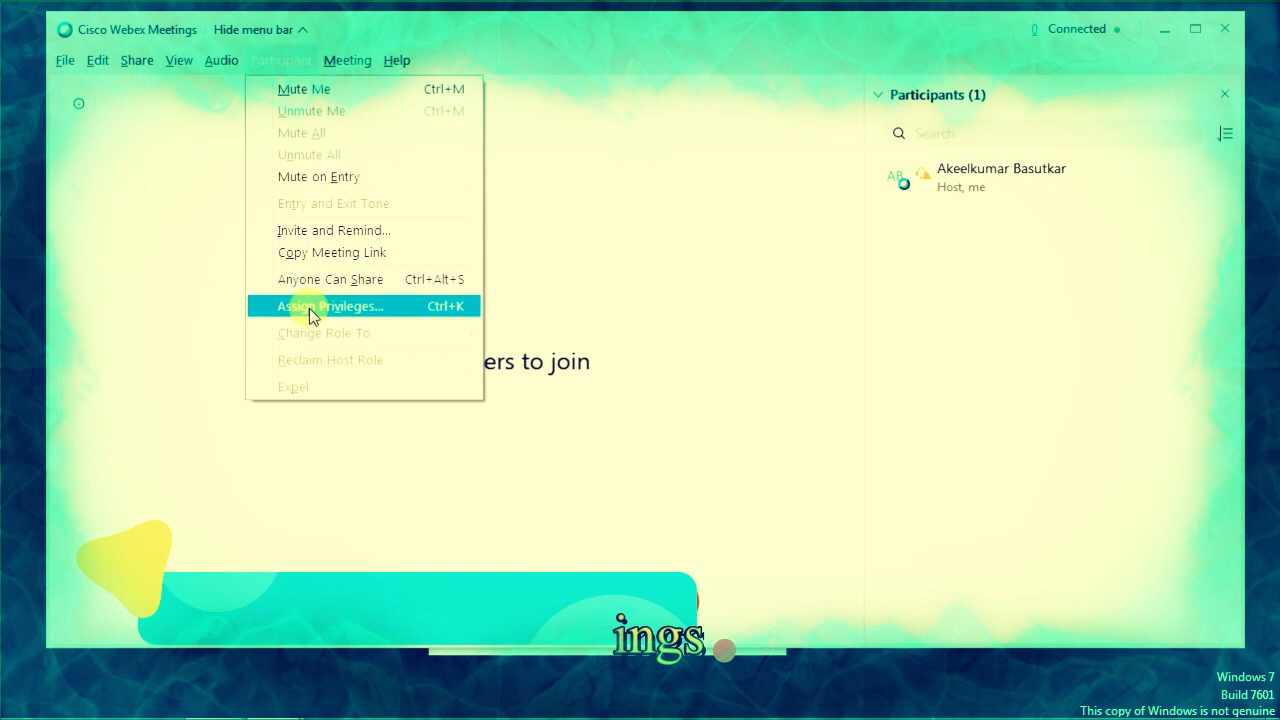 Cisco Webex Meetings Hide menu bar Connected
File Edit Share View Audio Participant Meeting Help
Mute Me Ctrl+M
Unmute Me Ctrl+M
Mute All
Unmute All
Mute on Entry
Entry and Exit Tone
Invite and Remind...
Copy Meeting Link
Anyone Can Share Ctrl+Alt+S
Assign Privileges... Ctrl+K
Change Role To
Reclaim Host Role
Expel
ers to join
Participants (1)
Search
AB
Akeelkumar Basutkar
Host, me
ings
Windows 7
Build 7601
This copy of Windows is not genuine